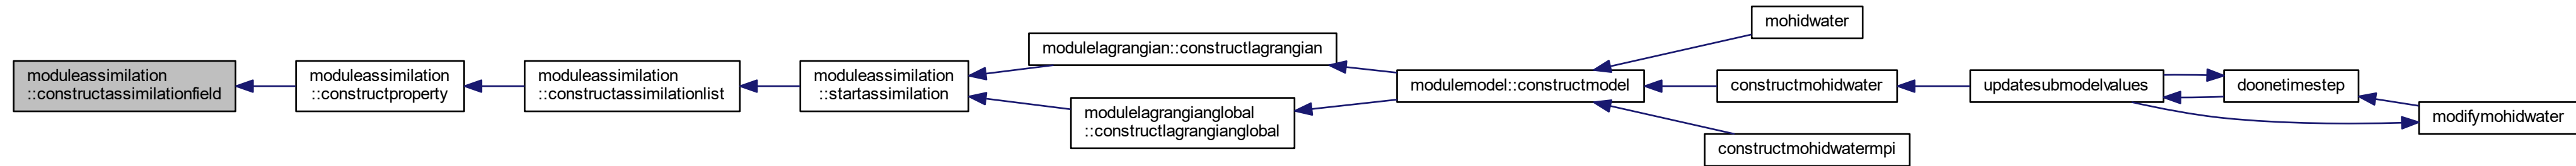 moduleassimilation
::constructassimilationfield
moduleassimilation
::constructproperty
moduleassimilation
::constructassimilationlist
moduleassimilation
::startassimilation
modulelagrangian::constructlagrangian
modulelagrangianglobal
::constructlagrangianglobal
modulemodel::constructmodel
mohidwater
constructmohidwater
constructmohidwatermpi
updatesubmodelvalues
doonetimestep
modifymohidwater